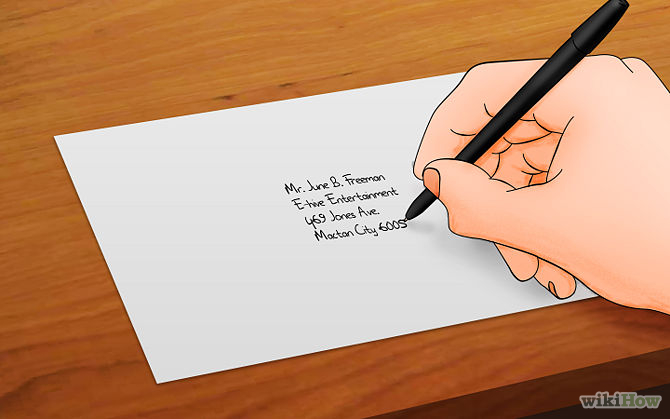 Mr. June B. Freeman
E-hive Entertainment
469 Jones Ave.
Mactan City 6005
wikiHow